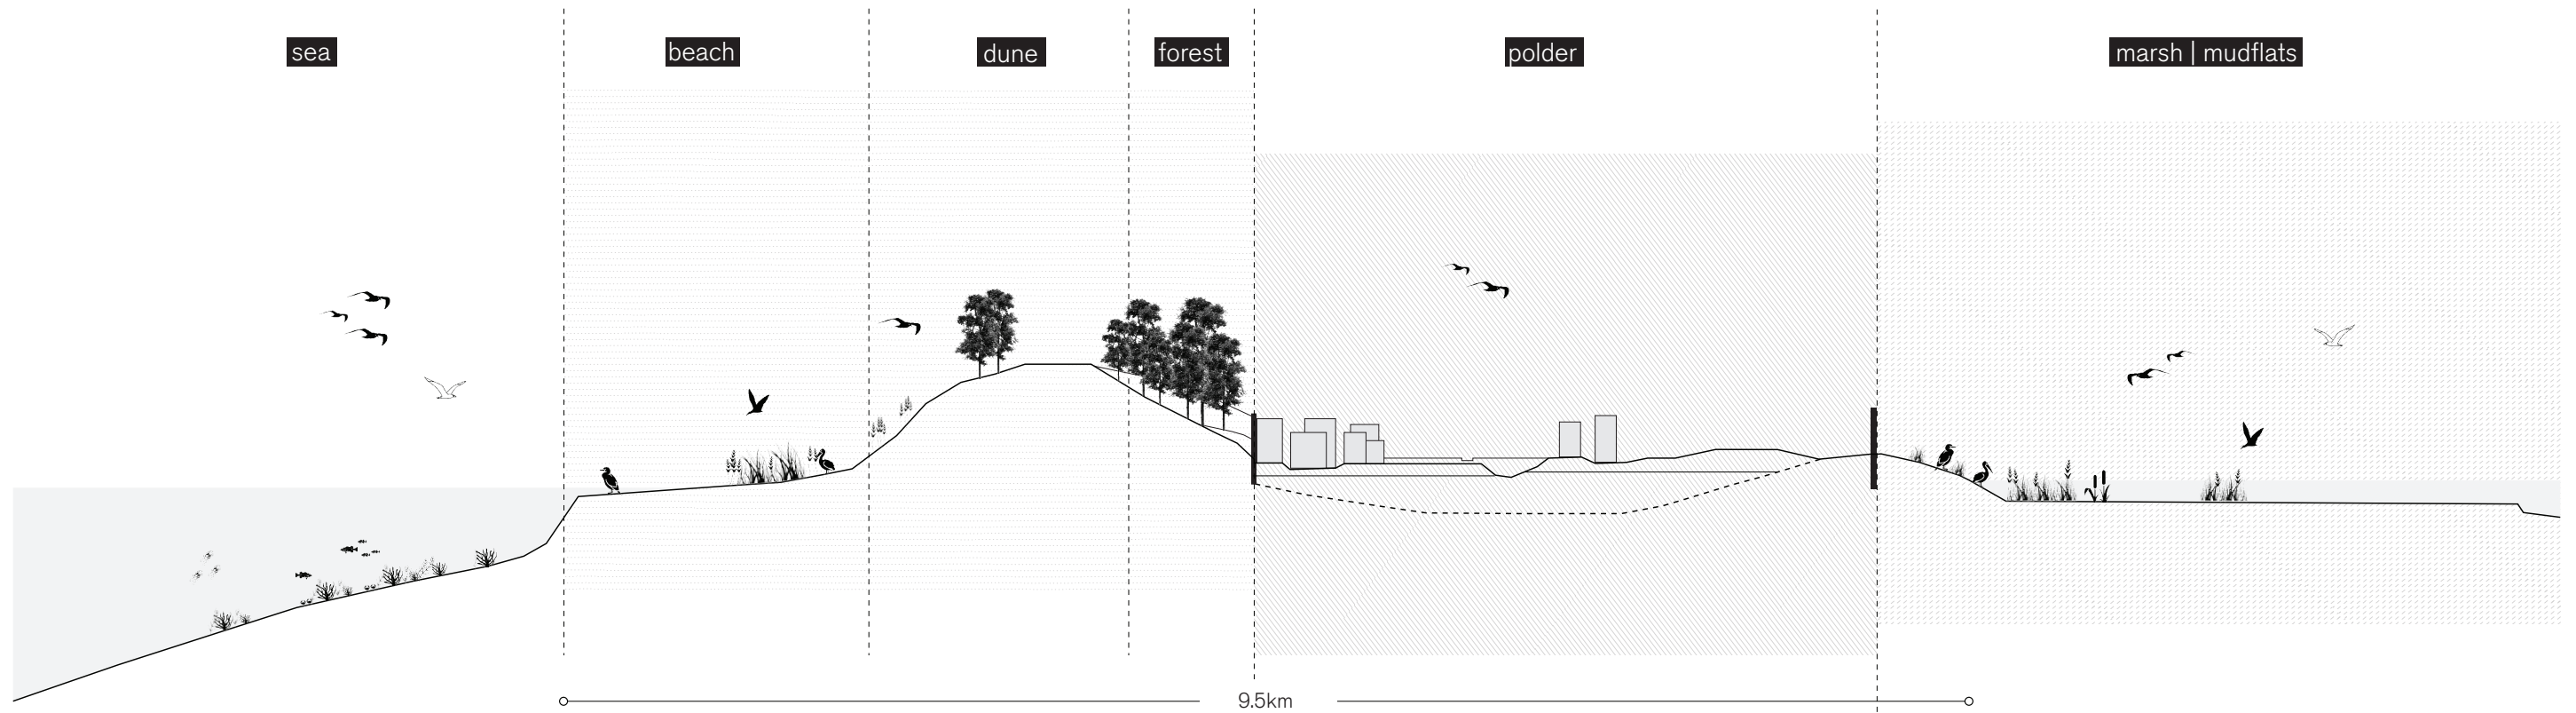 sea
beach
dune
forest
polder
marsh | mudflats
9.5km